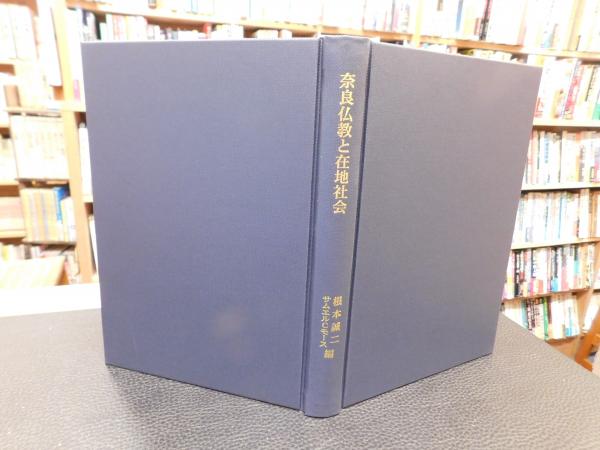 奈良仏教と在地社会
根本誠二
サムエルCモース
編